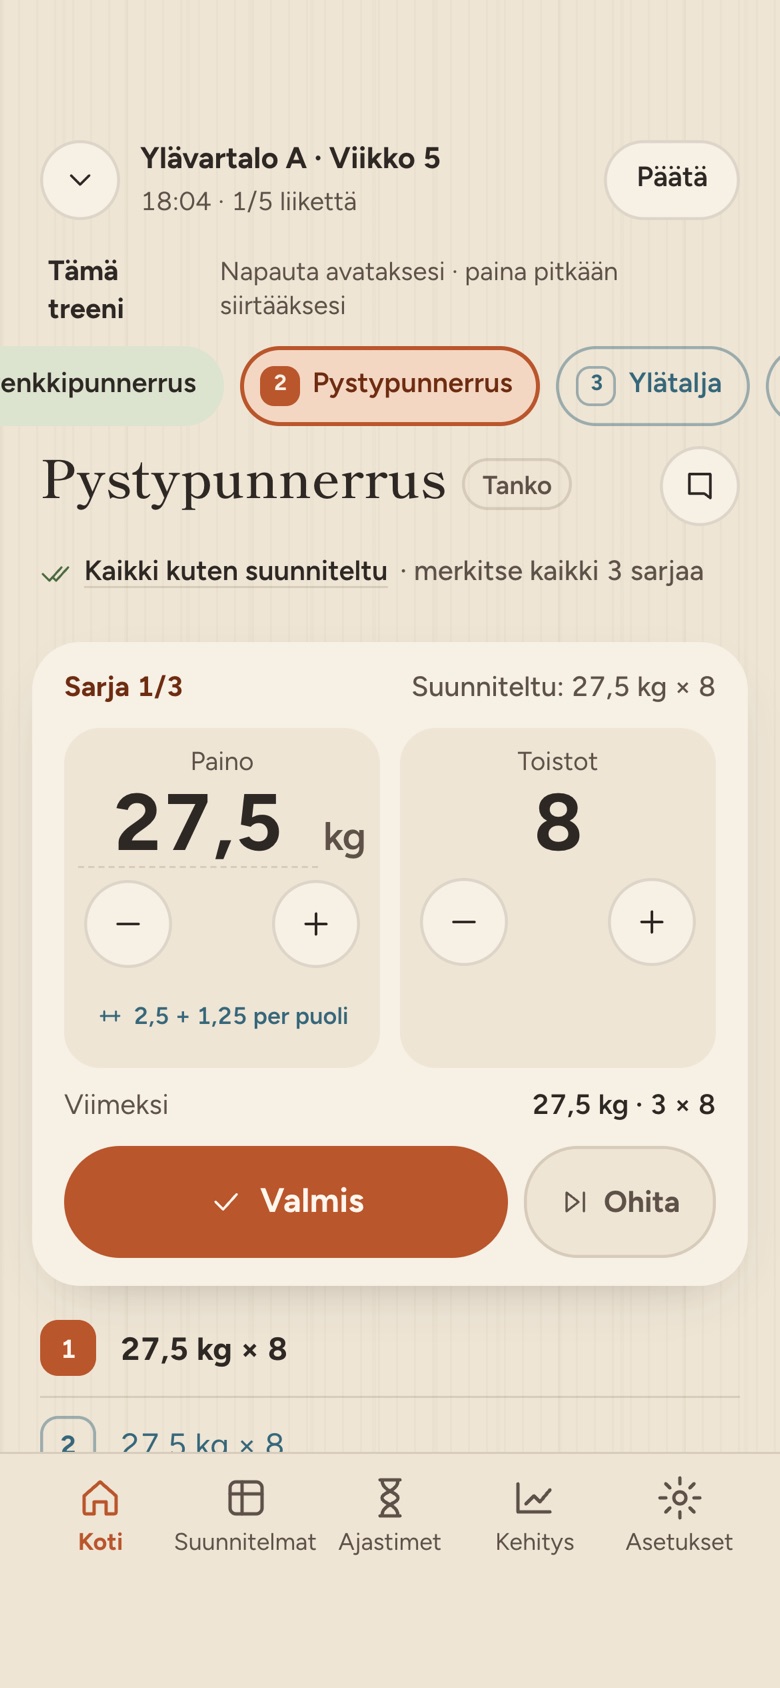 Ylävartalo A · Viikko 5
18:04 · 1/5 liikettä
Päätä
Tämä treeni
Napauta avataksesi · paina pitkään siirtääksesi
enkkipunnerrus
2 Pystypunnerrus
3 Ylätalja
Pystypunnerrus
Tanko
Kaikki kuten suunniteltu · merkitse kaikki 3 sarjaa
Sarja 1/3
Suunniteltu: 27,5 kg × 8
Paino
27,5 kg
2,5 + 1,25 per puoli
Toistot
8
Viimeksi
27,5 kg · 3 × 8
Valmis
Ohita
1 27,5 kg × 8
2 27,5 kg × 8
Koti
Suunnitelmat
Ajastimet
Kehitys
Asetukset